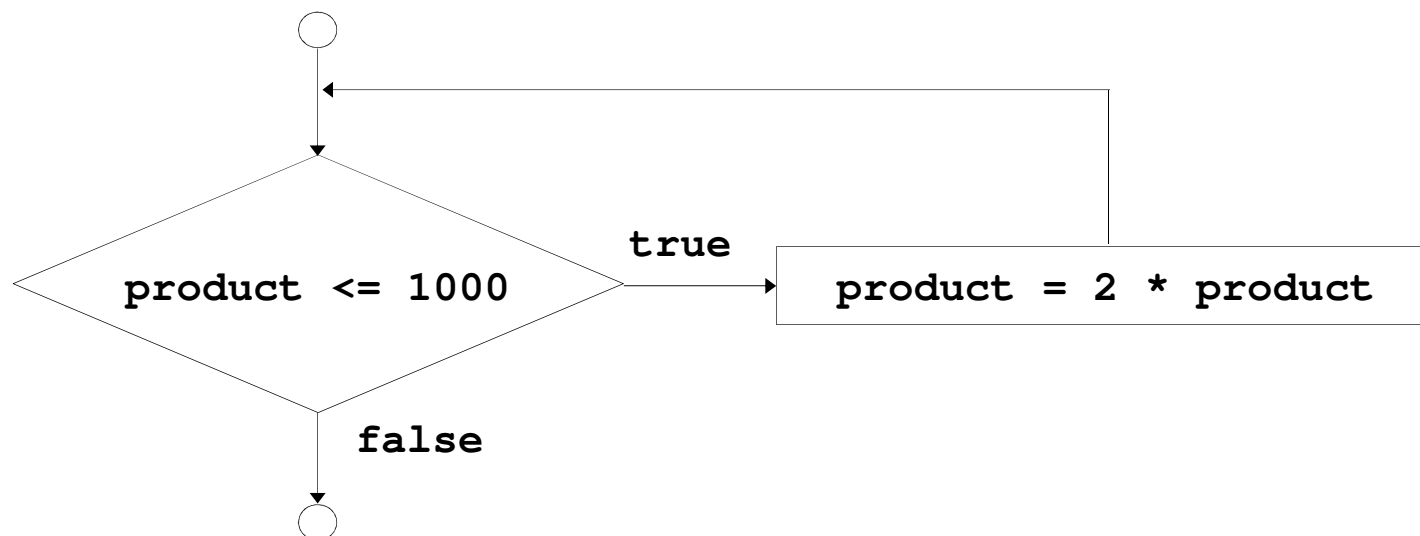 true
product <= 1000
product = 2 * product
false